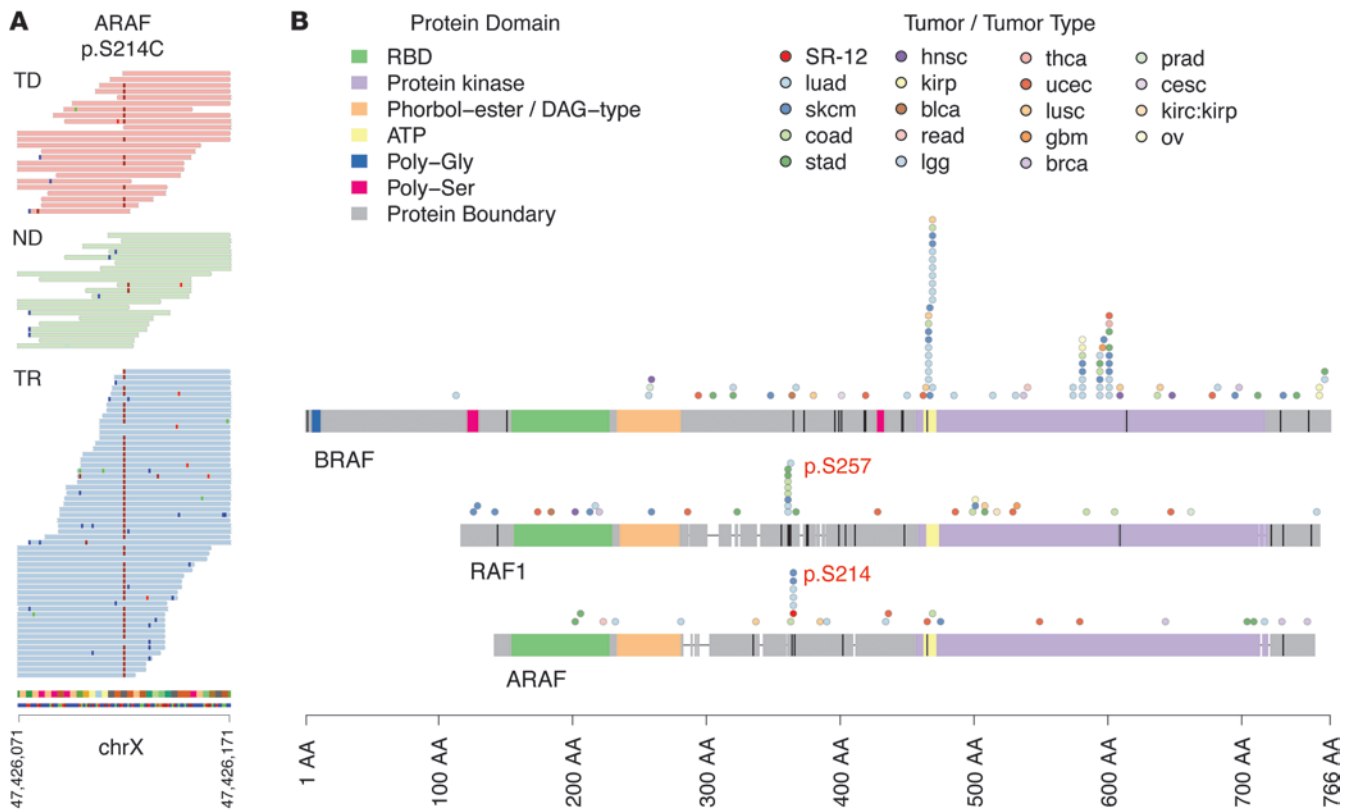 A
ARAF
p.S214C
TD
ND
TR
chrX
47,426,071
47,426,171
B
Protein Domain
RBD
Protein kinase
Phorbol-ester / DAG-type
ATP
Poly-Gly
Poly-Ser
Protein Boundary
Tumor / Tumor Type
SR-12
luad
skcm
coad
stad
hnsc
kirp
blca
read
lgg
thca
ucec
lusc
gbm
brca
prad
cesc
kirc:kirp
ov
BRAF
p.S257
RAF1
p.S214
ARAF
1 AA
100 AA
200 AA
300 AA
400 AA
500 AA
600 AA
700 AA
766 AA